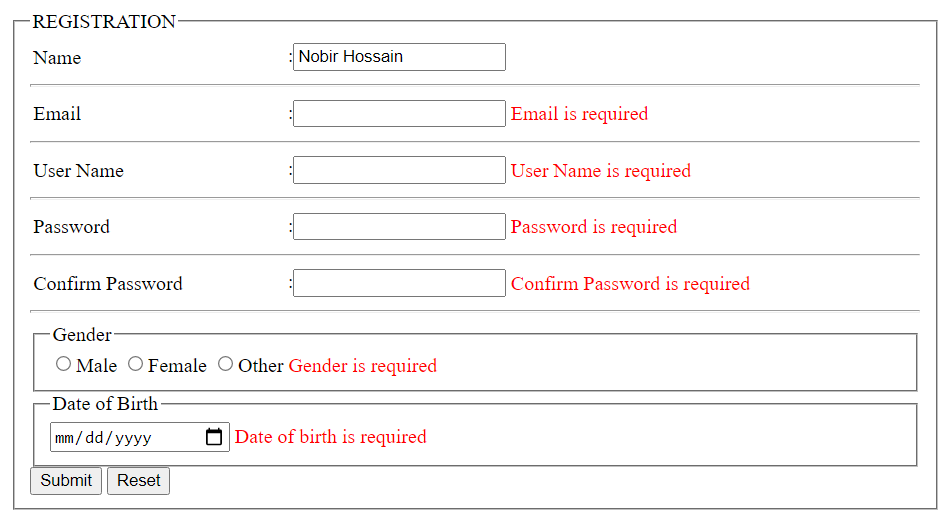 REGISTRATION
Name : Nobir Hossain
Email : Email is required
User Name : User Name is required
Password : Password is required
Confirm Password : Confirm Password is required
Gender
Male Female Other Gender is required
Date of Birth
mm/dd/yyyy Date of birth is required
Submit Reset